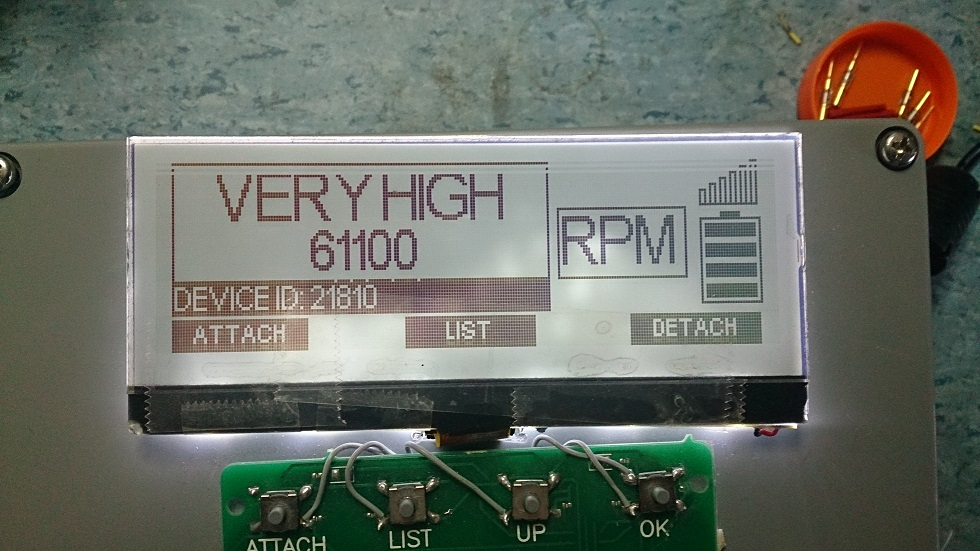 VERY HIGH
61100
RPM
DEVICE ID: 21810
ATTACH LIST DETACH
ATTACH LIST UP OK